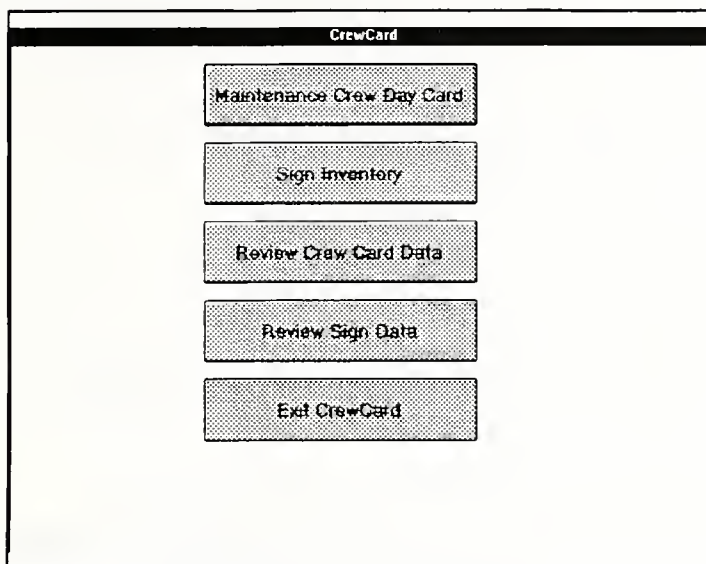 CrewCard
Maintenance Crew Day Card
Sign Inventory
Review Crew Card Data
Review Sign Data
Exit CrewCard